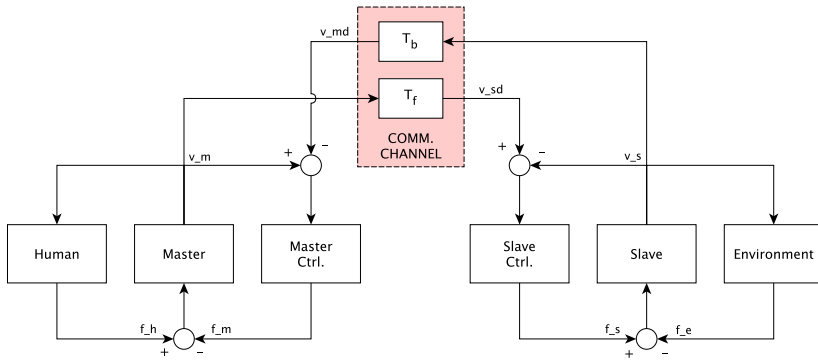 v_md
T_b
T_f
v_sd
COMM.
CHANNEL
+
−
+
−
v_m
v_s
Human
Master
Master
Ctrl.
Slave
Ctrl.
Slave
Environment
f_h
f_m
f_s
f_e
+
−
+
−